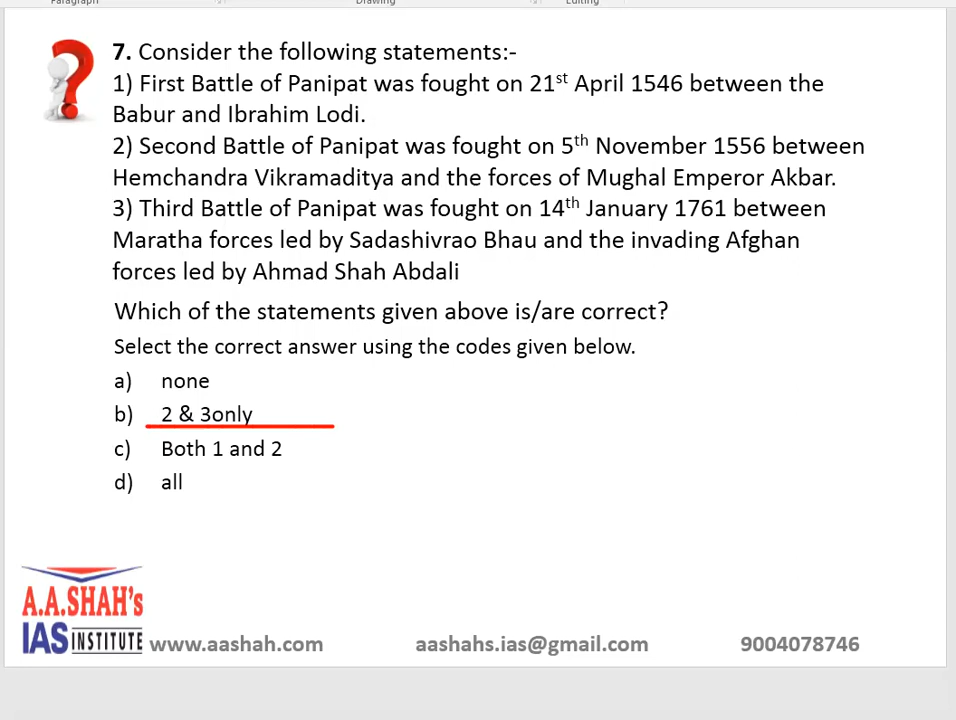 Paragraph Drawing Editing
7. Consider the following statements:-
1) First Battle of Panipat was fought on 21st April 1546 between the
Babur and Ibrahim Lodi.
2) Second Battle of Panipat was fought on 5th November 1556 between
Hemchandra Vikramaditya and the forces of Mughal Emperor Akbar.
3) Third Battle of Panipat was fought on 14th January 1761 between
Maratha forces led by Sadashivrao Bhau and the invading Afghan
forces led by Ahmad Shah Abdali
Which of the statements given above is/are correct?
Select the correct answer using the codes given below.
a) none
b) 2 & 3only
c) Both 1 and 2
d) all
A.A.SHAH's
IAS INSTITUTE www.aashah.com aashahs.ias@gmail.com 9004078746